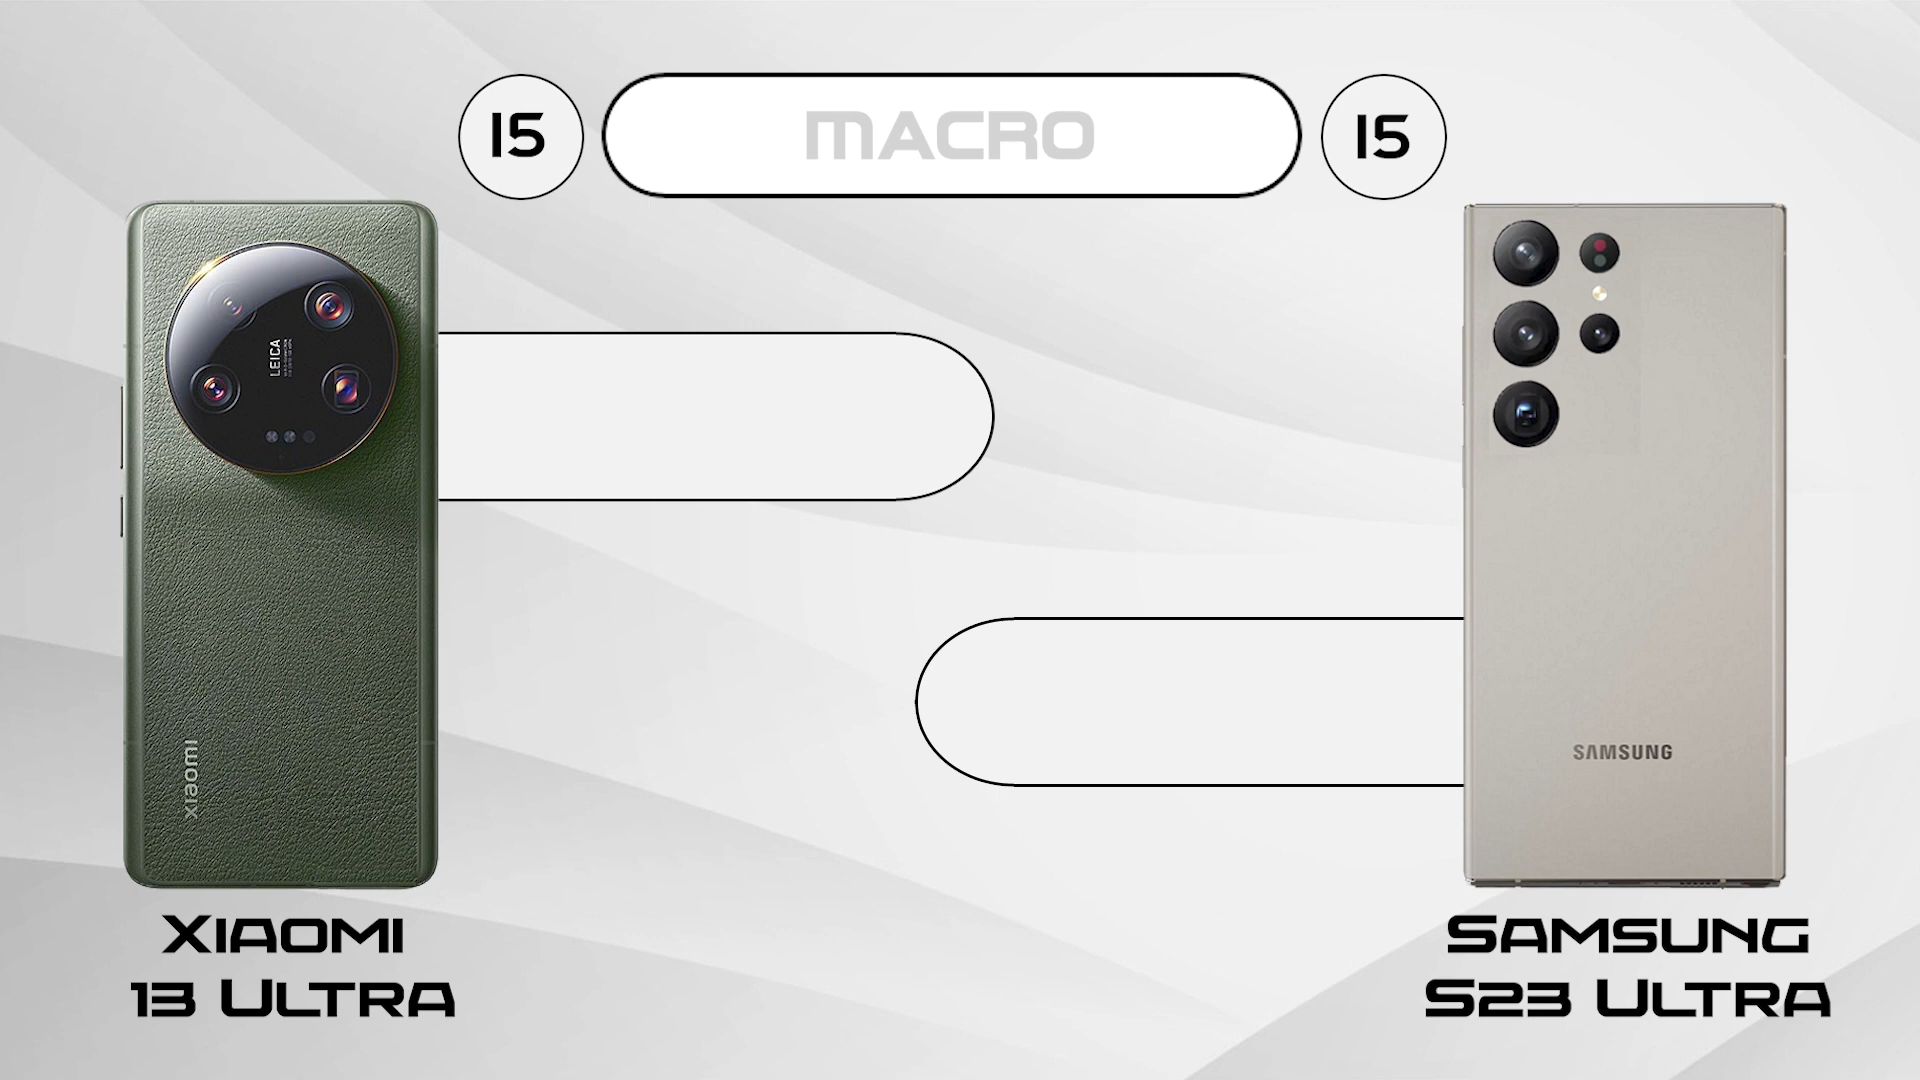 15
MACRO
15
LEICA
xiaomi
SAMSUNG
XIAOMI
13 ULTRA
SAMSUNG
S23 ULTRA